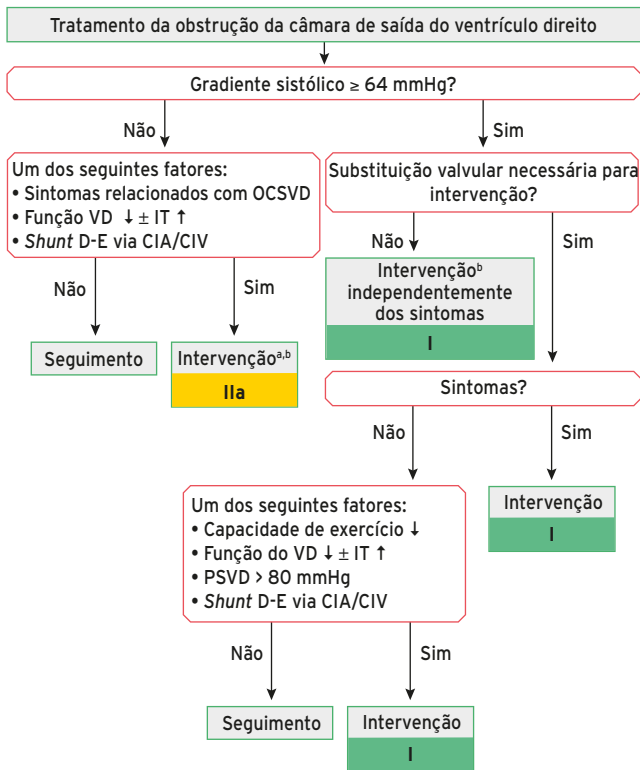 Tratamento da obstrução da câmara de saída do ventrículo direito
Gradiente sistólico ≥ 64 mmHg?
Não
Sim
Um dos seguintes fatores:
• Sintomas relacionados com OCSVD
• Função VD ↓ ± IT ↑
• Shunt D-E via CIA/CIV
Substituição valvular necessária para
intervenção?
Não
Sim
Não
Sim
Intervençãoᵇ
independentemente
dos sintomas
I
Seguimento
Intervençãoᵃ,ᵇ
IIa
Sintomas?
Não
Sim
Um dos seguintes fatores:
• Capacidade de exercício ↓
• Função do VD ↓ ± IT ↑
• PSVD > 80 mmHg
• Shunt D-E via CIA/CIV
Intervenção
I
Não
Sim
Seguimento
Intervenção
I